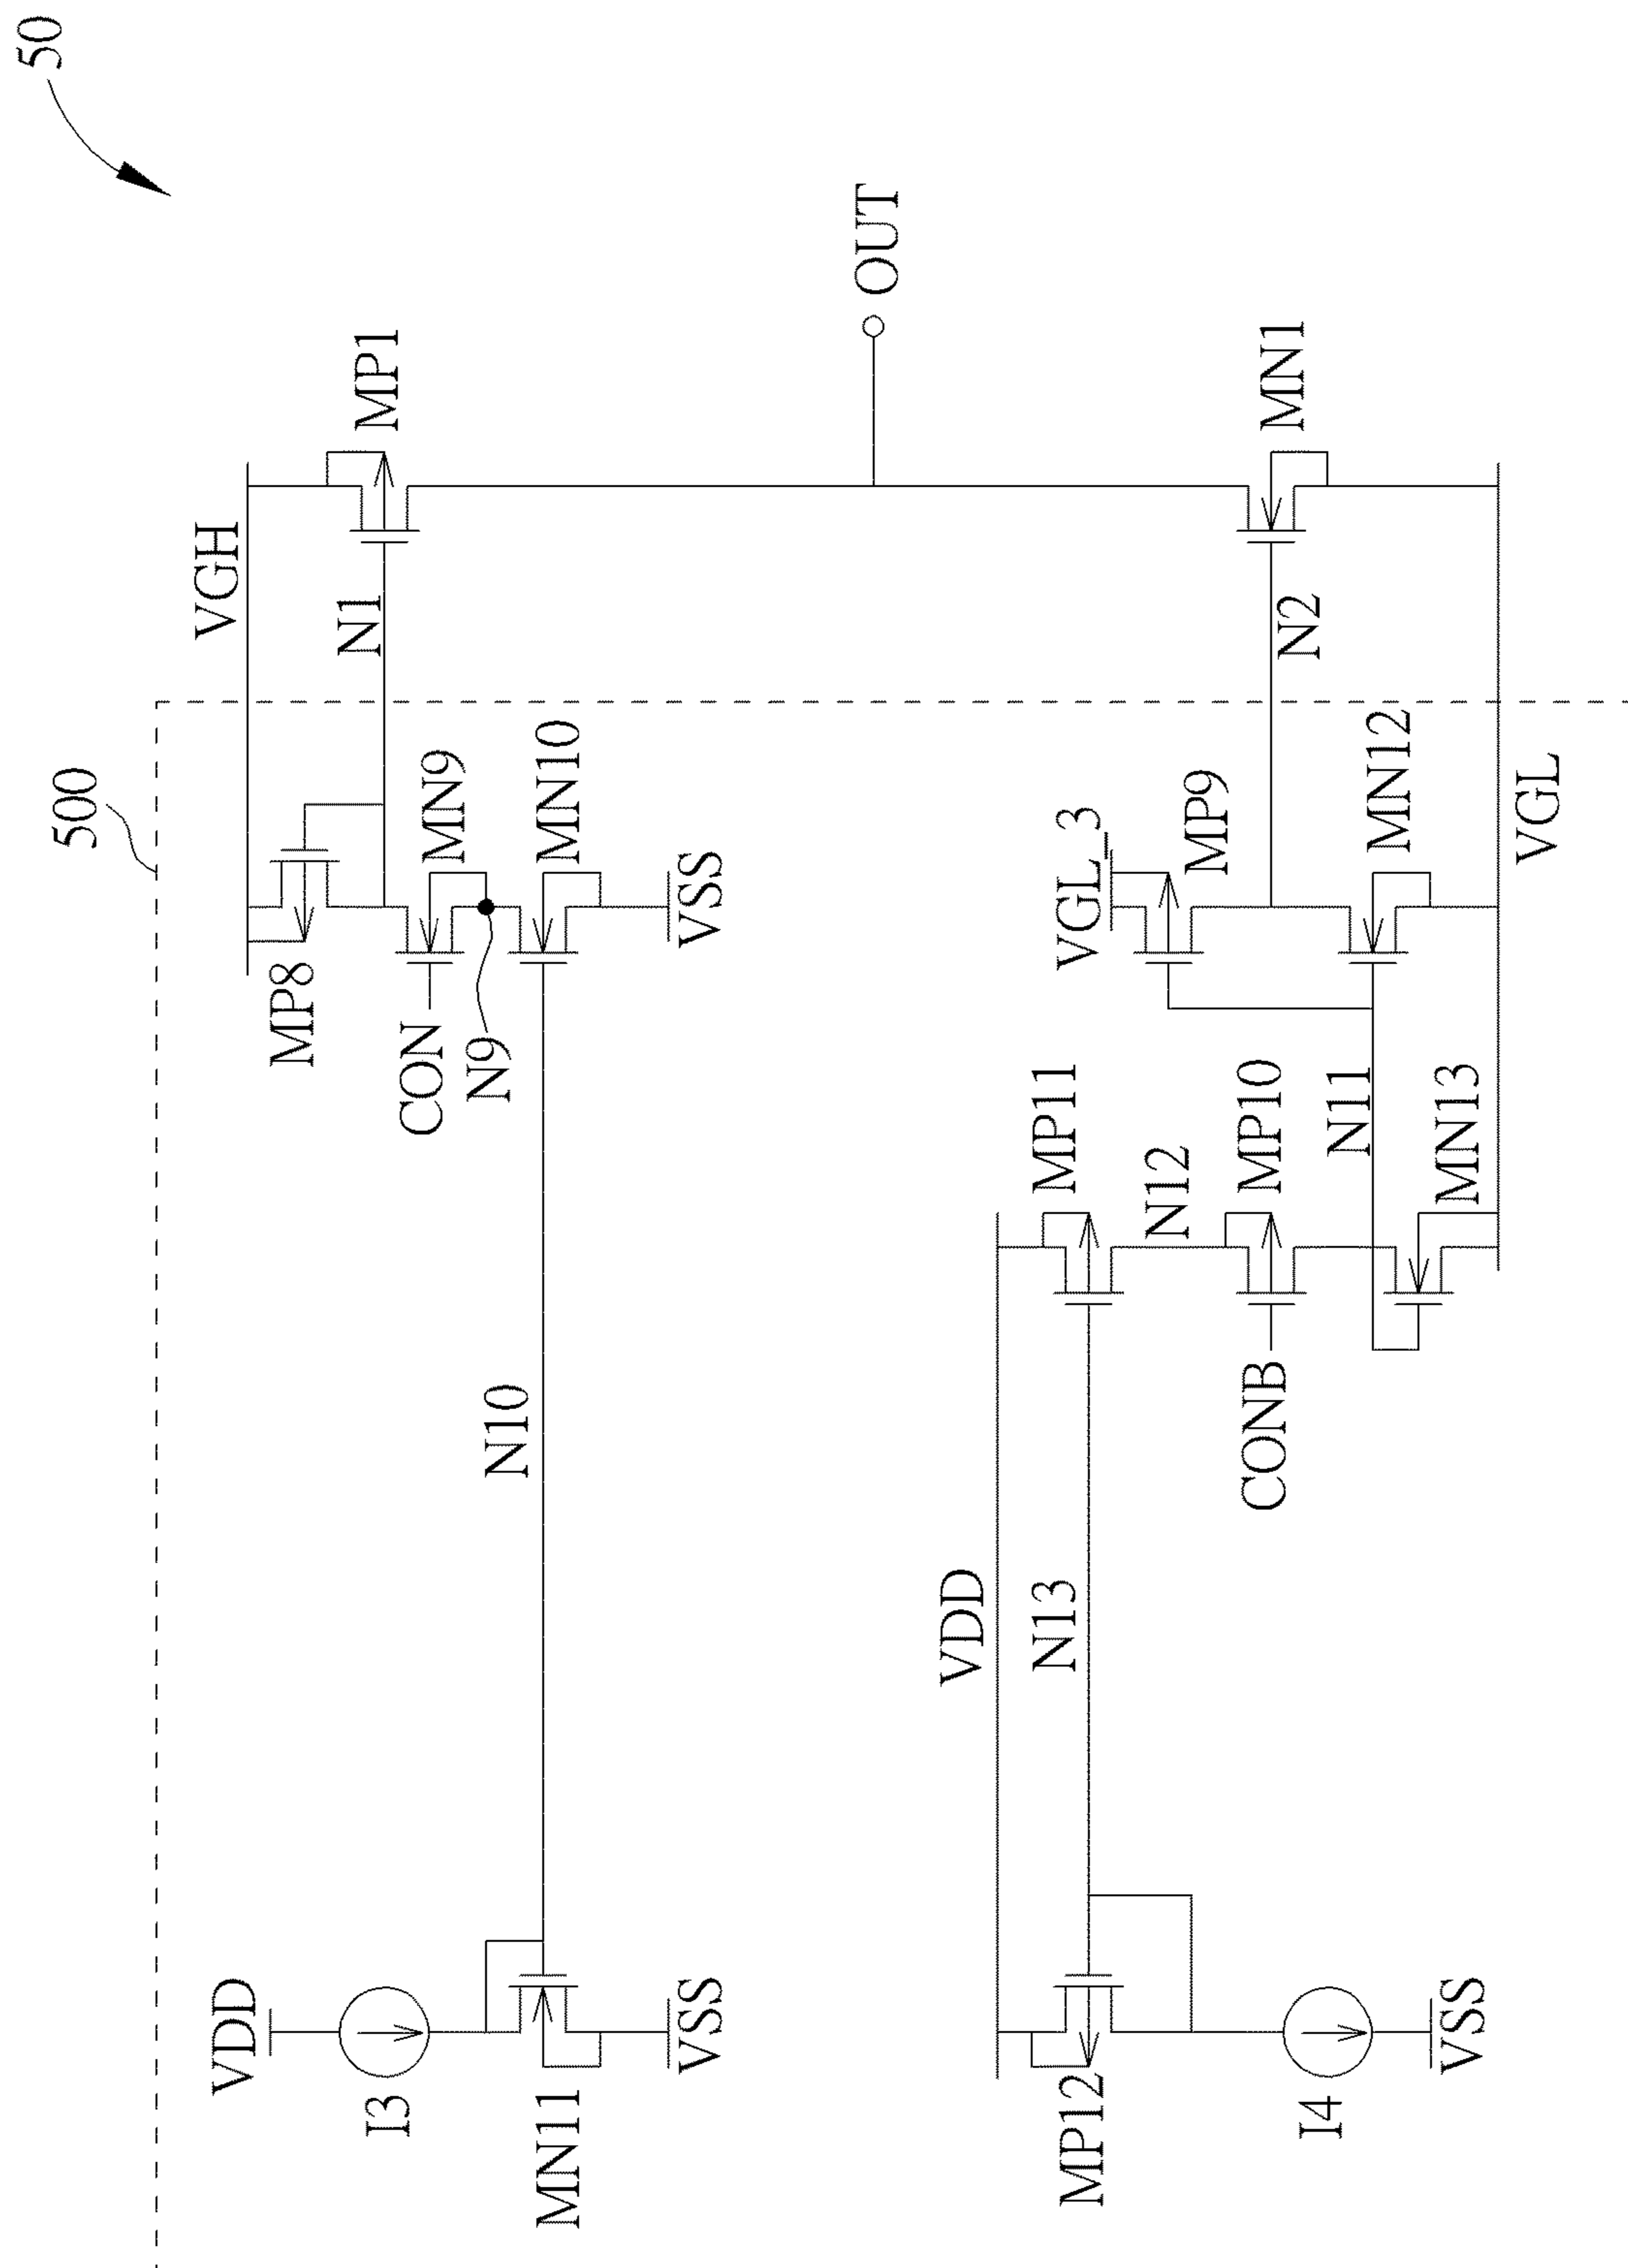 50
500
VGH
MP1
N1
OUT
MN1
N2
MP8
MN9
MN10
CON
N9
VSS
VGL_3
MP9
MN12
VGL
MP11
N12
MP10
N11
MN13
CONB
N10
VDD
N13
VDD
I3
MN11
VSS
MP12
I4
VSS